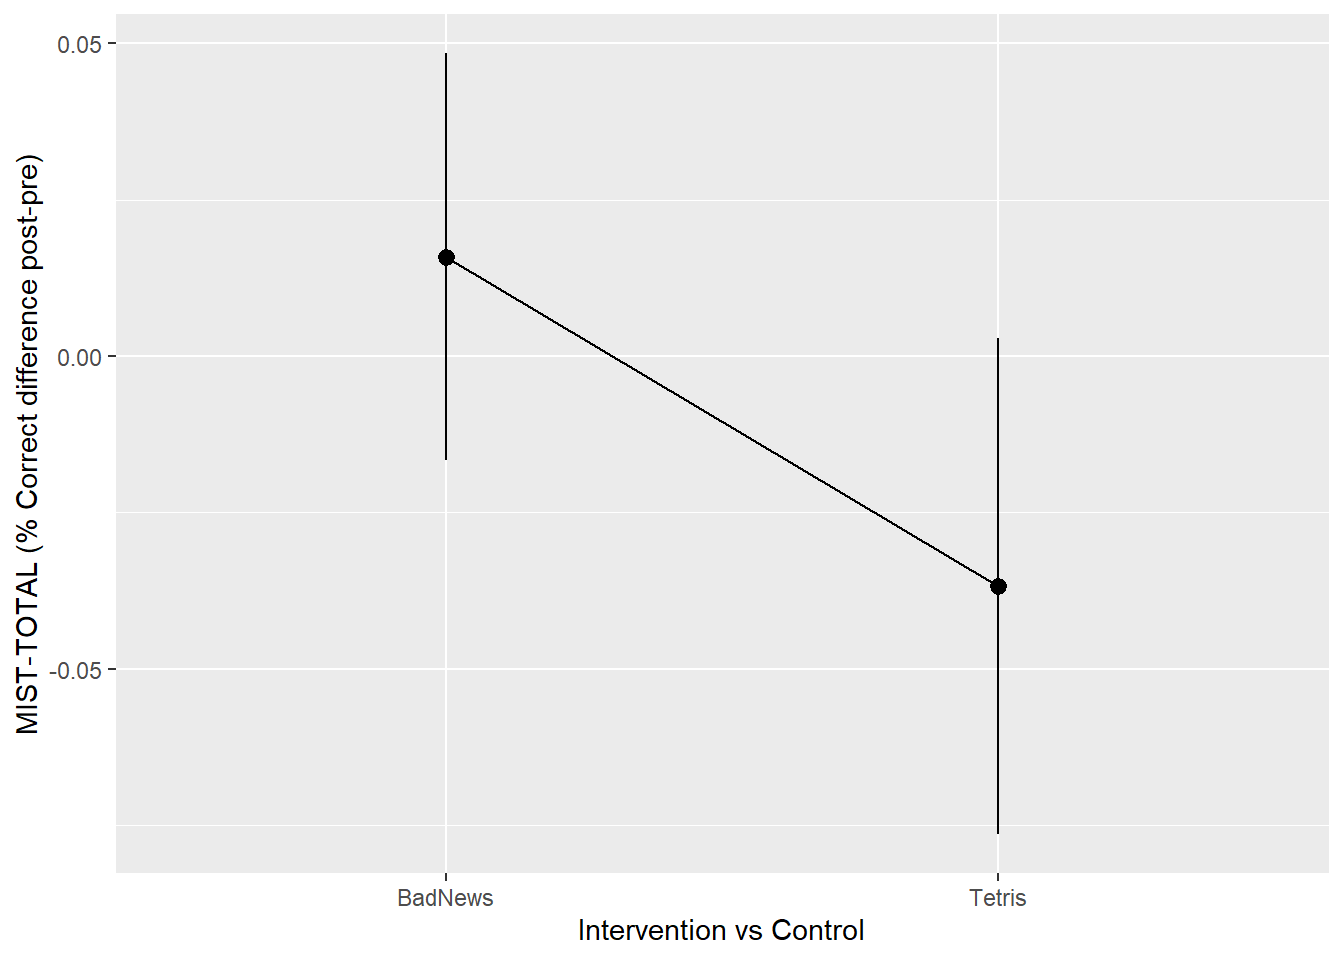 MIST-TOTAL (% Correct difference post-pre)
0.05
0.00
-0.05
BadNews
Tetris
Intervention vs Control